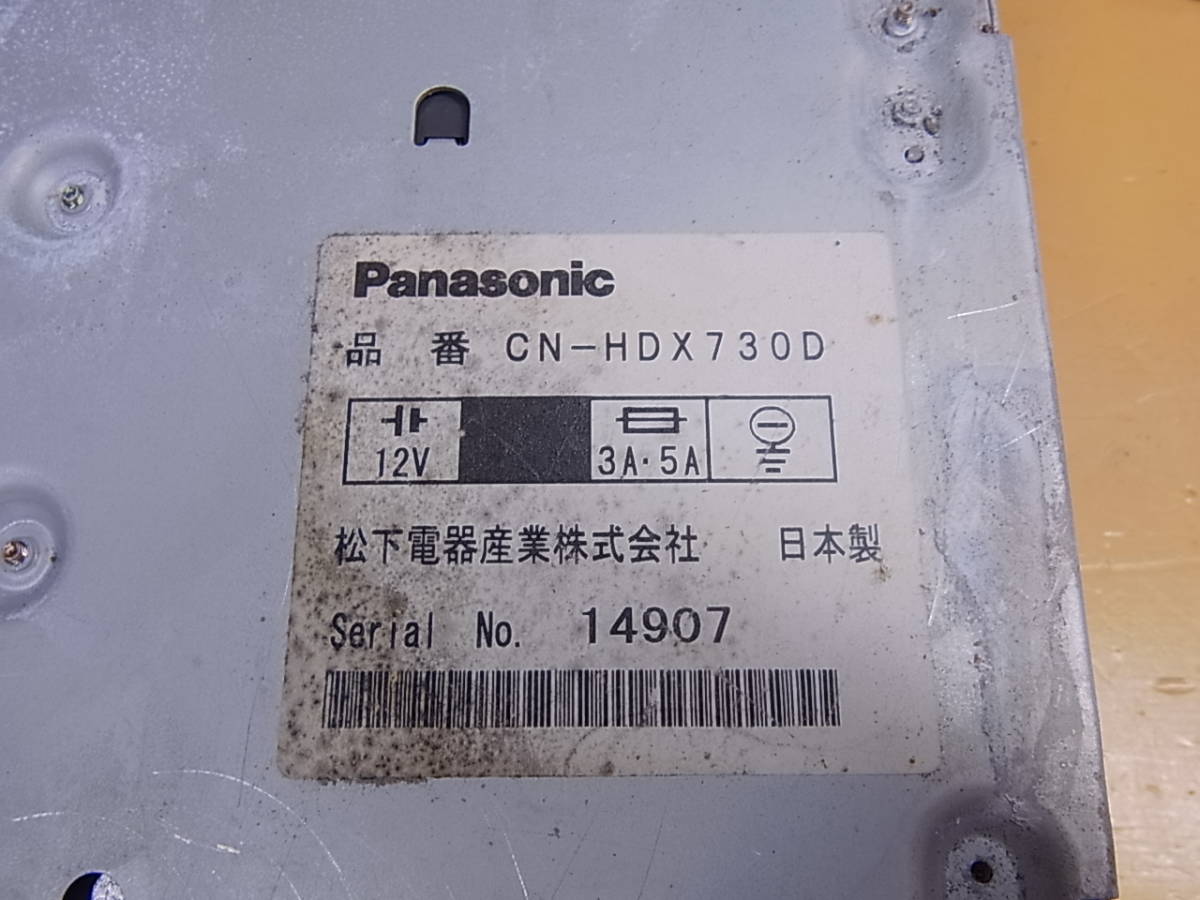 Panasonic
品 番 CN-HDX730D
12V 3A·5A
松下電器産業株式会社 日本製
Serial No. 14907